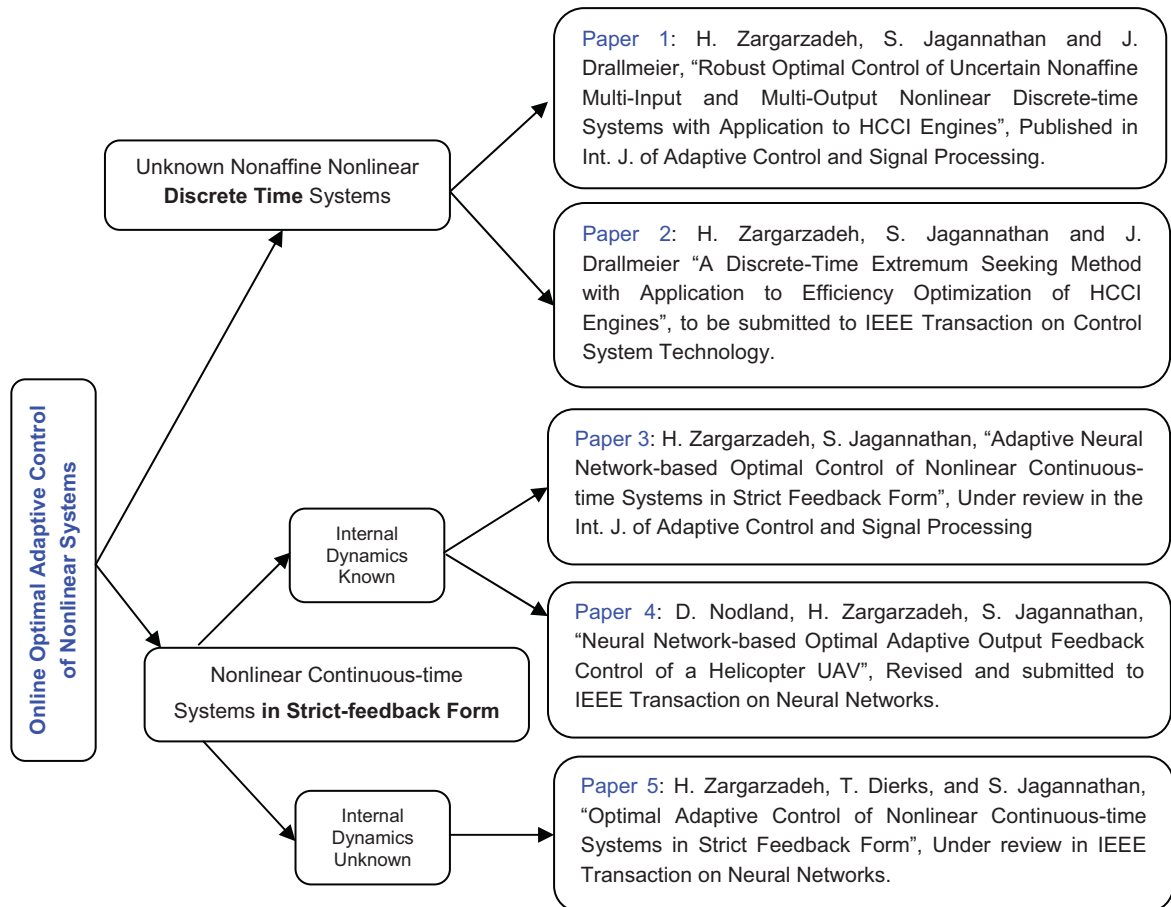 Paper 1: H. Zargarzadeh, S. Jagannathan and J.
Drallmeier, “Robust Optimal Control of Uncertain Nonaffine
Multi-Input and Multi-Output Nonlinear Discrete-time
Systems with Application to HCCI Engines”, Published in
Int. J. of Adaptive Control and Signal Processing.
Unknown Nonaffine Nonlinear
Discrete Time Systems
Paper 2: H. Zargarzadeh, S. Jagannathan and J.
Drallmeier “A Discrete-Time Extremum Seeking Method
with Application to Efficiency Optimization of HCCI
Engines”, to be submitted to IEEE Transaction on Control
System Technology.
Online Optimal Adaptive Control
of Nonlinear Systems
Paper 3: H. Zargarzadeh, S. Jagannathan, “Adaptive Neural
Network-based Optimal Control of Nonlinear Continuous-
time Systems in Strict Feedback Form”, Under review in the
Int. J. of Adaptive Control and Signal Processing
Internal
Dynamics
Known
Paper 4: D. Nodland, H. Zargarzadeh, S. Jagannathan,
“Neural Network-based Optimal Adaptive Output Feedback
Control of a Helicopter UAV”, Revised and submitted to
IEEE Transaction on Neural Networks.
Nonlinear Continuous-time
Systems in Strict-feedback Form
Paper 5: H. Zargarzadeh, T. Dierks, and S. Jagannathan,
“Optimal Adaptive Control of Nonlinear Continuous-time
Systems in Strict Feedback Form”, Under review in IEEE
Transaction on Neural Networks.
Internal
Dynamics
Unknown